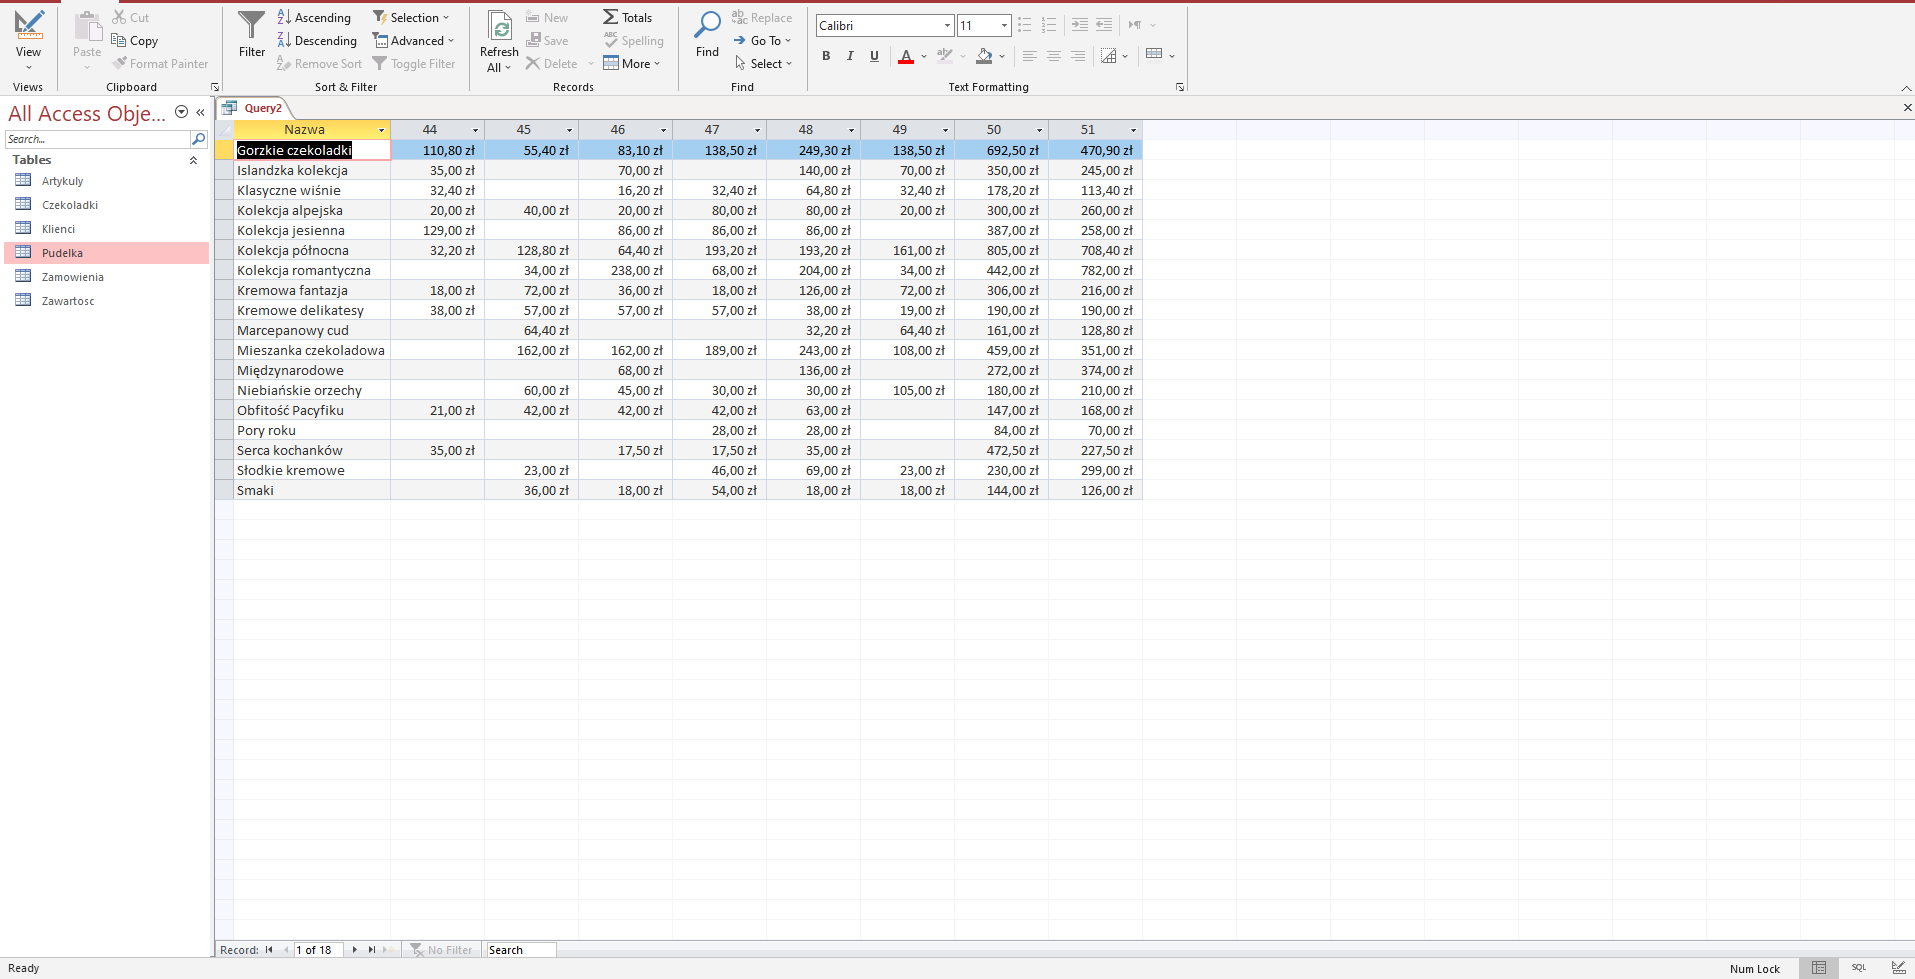 View
Views
Paste
Cut
Copy
Format Painter
Clipboard
Filter
Ascending
Descending
Remove Sort
Selection
Advanced
Toggle Filter
Sort & Filter
Refresh
All
New
Save
Delete
Totals
Spelling
More
Records
Find
Replace
Go To
Select
Find
Calibri
11
B I U A
Text Formatting
All Access Obje...
Search...
Tables
Artykuly
Czekoladki
Klienci
Pudelka
Zamowienia
Zawartosc
Query2
Nazwa 44 45 46 47 48 49 50 51
Gorzkie czekoladki 110,80 zł 55,40 zł 83,10 zł 138,50 zł 249,30 zł 138,50 zł 692,50 zł 470,90 zł
Islandzka kolekcja 35,00 zł 70,00 zł 140,00 zł 70,00 zł 350,00 zł 245,00 zł
Klasyczne wiśnie 32,40 zł 16,20 zł 32,40 zł 64,80 zł 32,40 zł 178,20 zł 113,40 zł
Kolekcja alpejska 20,00 zł 40,00 zł 20,00 zł 80,00 zł 80,00 zł 20,00 zł 300,00 zł 260,00 zł
Kolekcja jesienna 129,00 zł 86,00 zł 86,00 zł 86,00 zł 387,00 zł 258,00 zł
Kolekcja północna 32,20 zł 128,80 zł 64,40 zł 193,20 zł 193,20 zł 161,00 zł 805,00 zł 708,40 zł
Kolekcja romantyczna 34,00 zł 238,00 zł 68,00 zł 204,00 zł 34,00 zł 442,00 zł 782,00 zł
Kremowa fantazja 18,00 zł 72,00 zł 36,00 zł 18,00 zł 126,00 zł 72,00 zł 306,00 zł 216,00 zł
Kremowe delikatesy 38,00 zł 57,00 zł 57,00 zł 57,00 zł 38,00 zł 19,00 zł 190,00 zł 190,00 zł
Marcepanowy cud 64,40 zł 32,20 zł 64,40 zł 161,00 zł 128,80 zł
Mieszanka czekoladowa 162,00 zł 162,00 zł 189,00 zł 243,00 zł 108,00 zł 459,00 zł 351,00 zł
Międzynarodowe 68,00 zł 136,00 zł 272,00 zł 374,00 zł
Niebiańskie orzechy 60,00 zł 45,00 zł 30,00 zł 30,00 zł 105,00 zł 180,00 zł 210,00 zł
Obfitość Pacyfiku 21,00 zł 42,00 zł 42,00 zł 42,00 zł 63,00 zł 147,00 zł 168,00 zł
Pory roku 28,00 zł 28,00 zł 84,00 zł 70,00 zł
Serca kochanków 35,00 zł 17,50 zł 17,50 zł 35,00 zł 472,50 zł 227,50 zł
Słodkie kremowe 23,00 zł 46,00 zł 69,00 zł 23,00 zł 230,00 zł 299,00 zł
Smaki 36,00 zł 18,00 zł 54,00 zł 18,00 zł 18,00 zł 144,00 zł 126,00 zł
Record: 1 of 18 No Filter Search
Ready Num Lock SQL